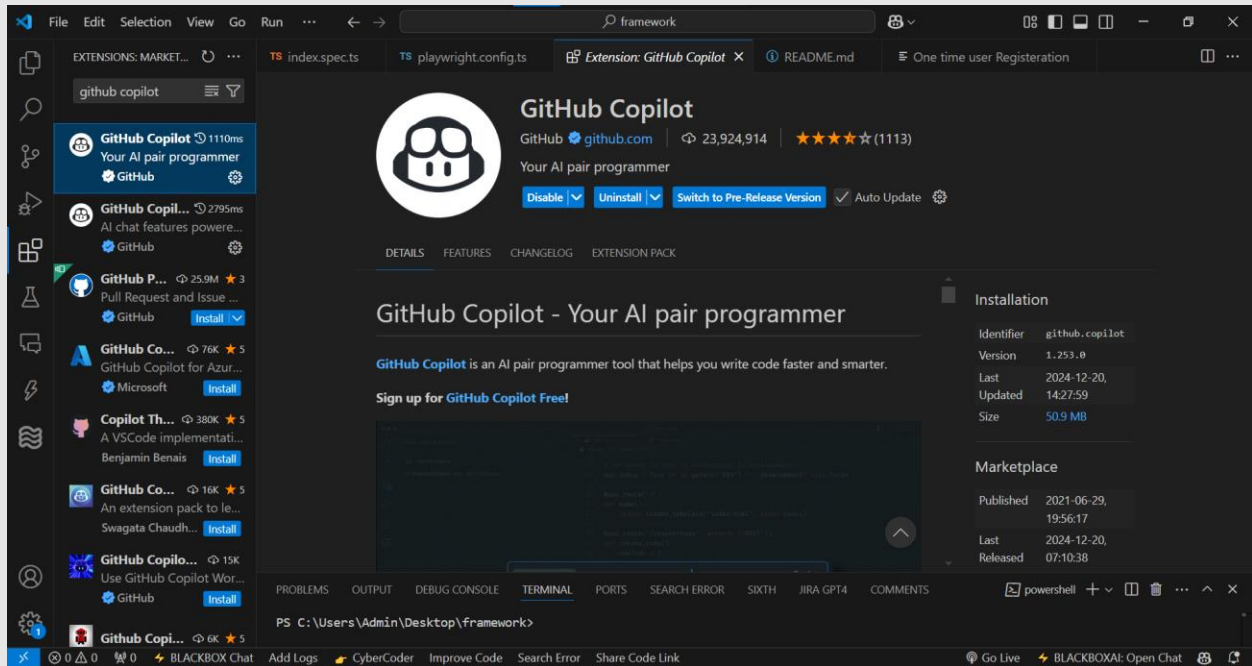 File Edit Selection View Go Run ··· framework
EXTENSIONS: MARKET... ···
github copilot
GitHub Copilot 1110ms
Your AI pair programmer
GitHub
GitHub Copil... 2795ms
AI chat features powere...
GitHub
GitHub P... 25.9M ★ 3
Pull Request and Issue ...
GitHub Install
GitHub Co... 76K ★ 5
GitHub Copilot for Azur...
Microsoft Install
Copilot Th... 380K ★ 5
A VSCode implementati...
Benjamin Benais Install
GitHub Co... 16K ★ 5
An extension pack to le...
Swagata Chaudh... Install
GitHub Copilo... 15K
Use GitHub Copilot Wor...
GitHub Install
Github Copi... 6K ★ 5
TS index.spec.ts TS playwright.config.ts Extension: GitHub Copilot README.md One time user Registeration ···
GitHub Copilot
GitHub github.com 23,924,914 ★★★★☆ (1113)
Your AI pair programmer
Disable Uninstall Switch to Pre-Release Version Auto Update
DETAILS FEATURES CHANGELOG EXTENSION PACK
GitHub Copilot - Your AI pair programmer
GitHub Copilot is an AI pair programmer tool that helps you write code faster and smarter.
Sign up for GitHub Copilot Free!
Installation
Identifier github.copilot
Version 1.253.0
Last Updated 2024-12-20, 14:27:59
Size 50.9 MB
Marketplace
Published 2021-06-29, 19:56:17
Last Released 2024-12-20, 07:10:38
PROBLEMS OUTPUT DEBUG CONSOLE TERMINAL PORTS SEARCH ERROR SIXTH JIRA GPT4 COMMENTS powershell ···
PS C:\Users\Admin\Desktop\framework>
1
0 0 0 BLACKBOX Chat Add Logs CyberCoder Improve Code Search Error Share Code Link Go Live BLACKBOXAI: Open Chat